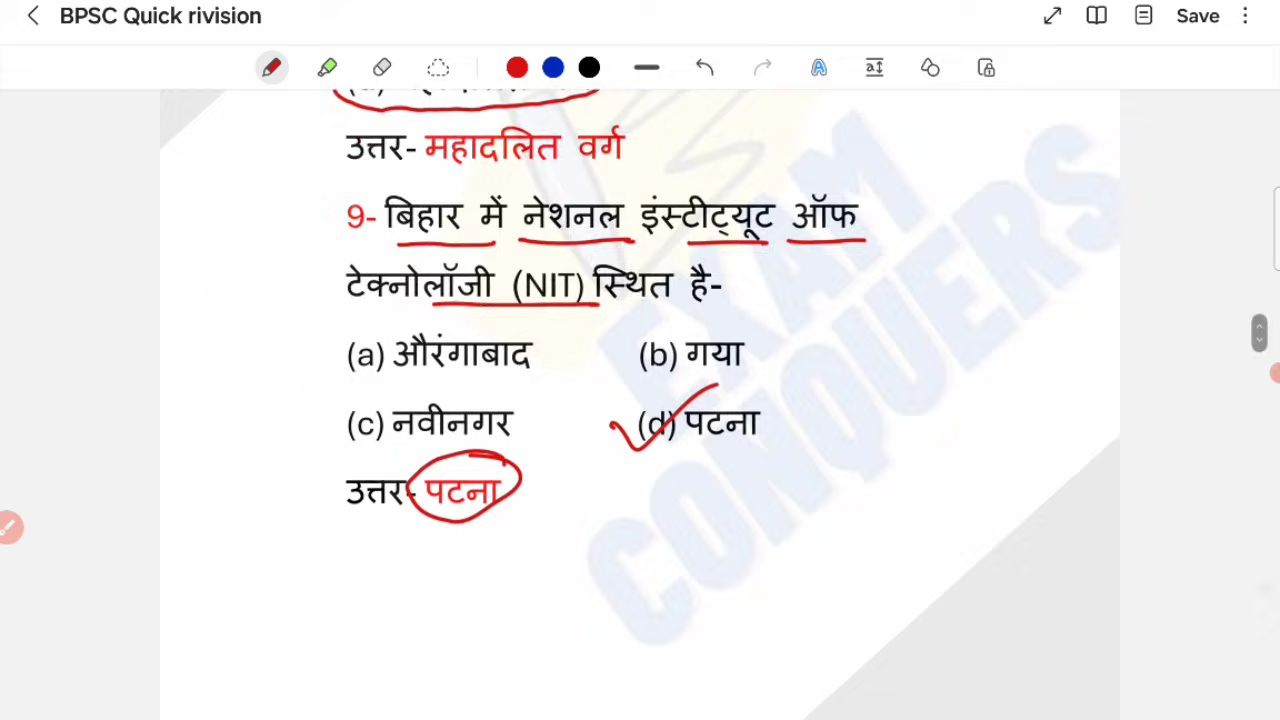 BPSC Quick rivision
Save
उत्तर- महादलित वर्ग
9- बिहार में नेशनल इंस्टीट्यूट ऑफ
टेक्नोलॉजी (NIT) स्थित है-
(a) औरंगाबाद (b) गया
(c) नवीनगर (d) पटना
उत्तर- पटना
EXAM
CONQUERS